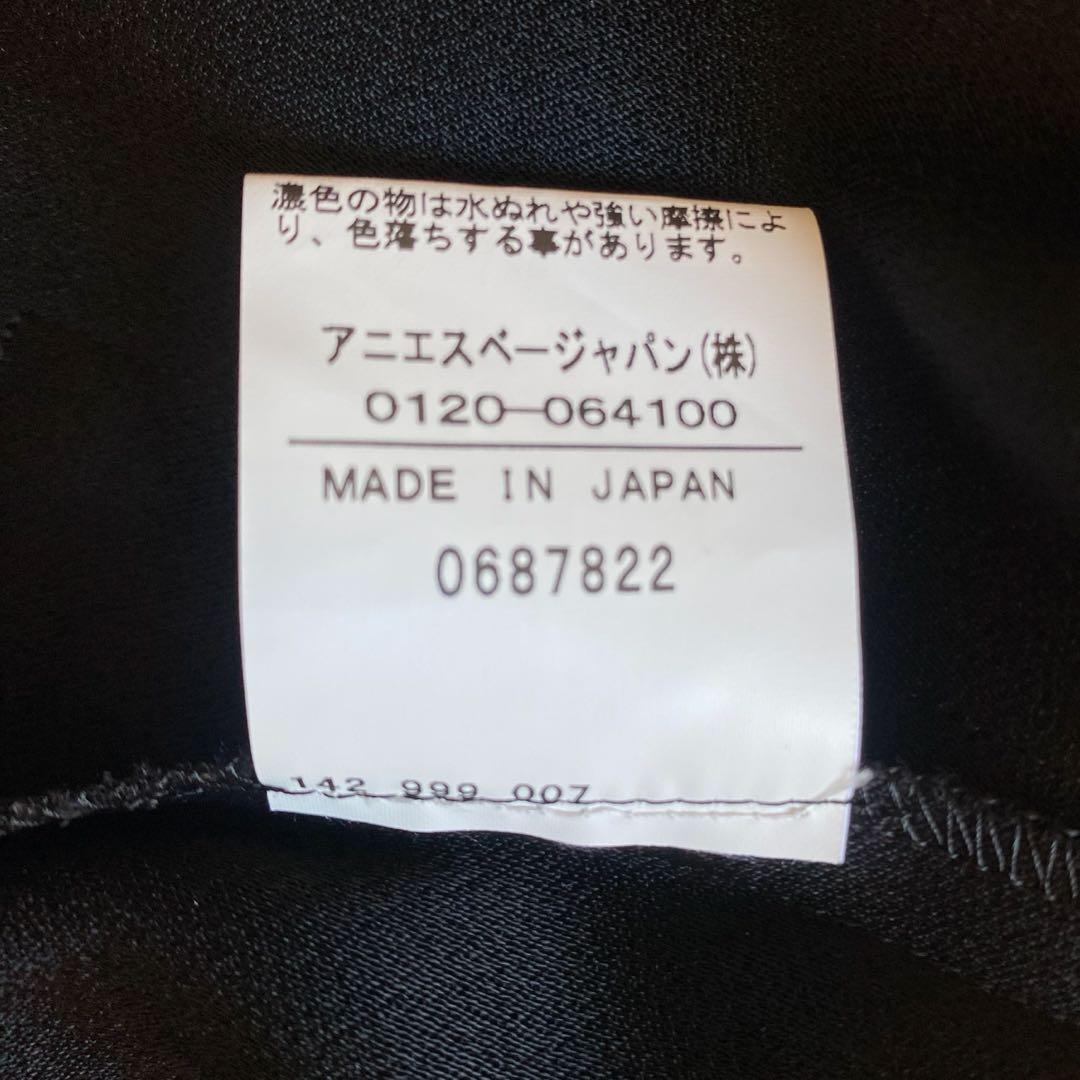 濃色の物は水ぬれや強い摩擦によ
り、色落ちする事があります。
アニエスベージャパン(株)
0120-064100
MADE IN JAPAN
0687822
142 999 007